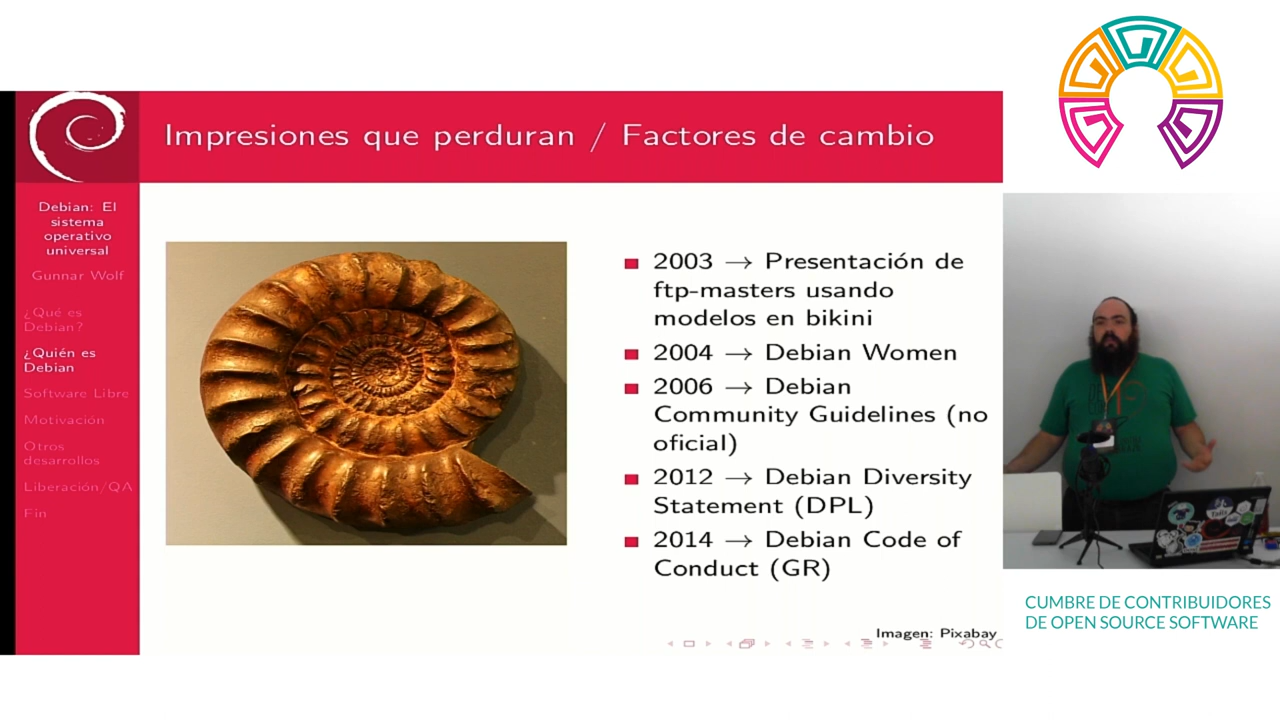 Impresiones que perduran / Factores de cambio
Debian: El
sistema
operativo
universal
Gunnar Wolf
¿Qué es
Debian?
¿Quién es
Debian
Software Libre
Motivación
Otros
desarrollos
Liberación/QA
Fin
2003 → Presentación de
ftp-masters usando
modelos en bikini
2004 → Debian Women
2006 → Debian
Community Guidelines (no
oficial)
2012 → Debian Diversity
Statement (DPL)
2014 → Debian Code of
Conduct (GR)
Imagen: Pixabay
CUMBRE DE CONTRIBUIDORES
DE OPEN SOURCE SOFTWARE